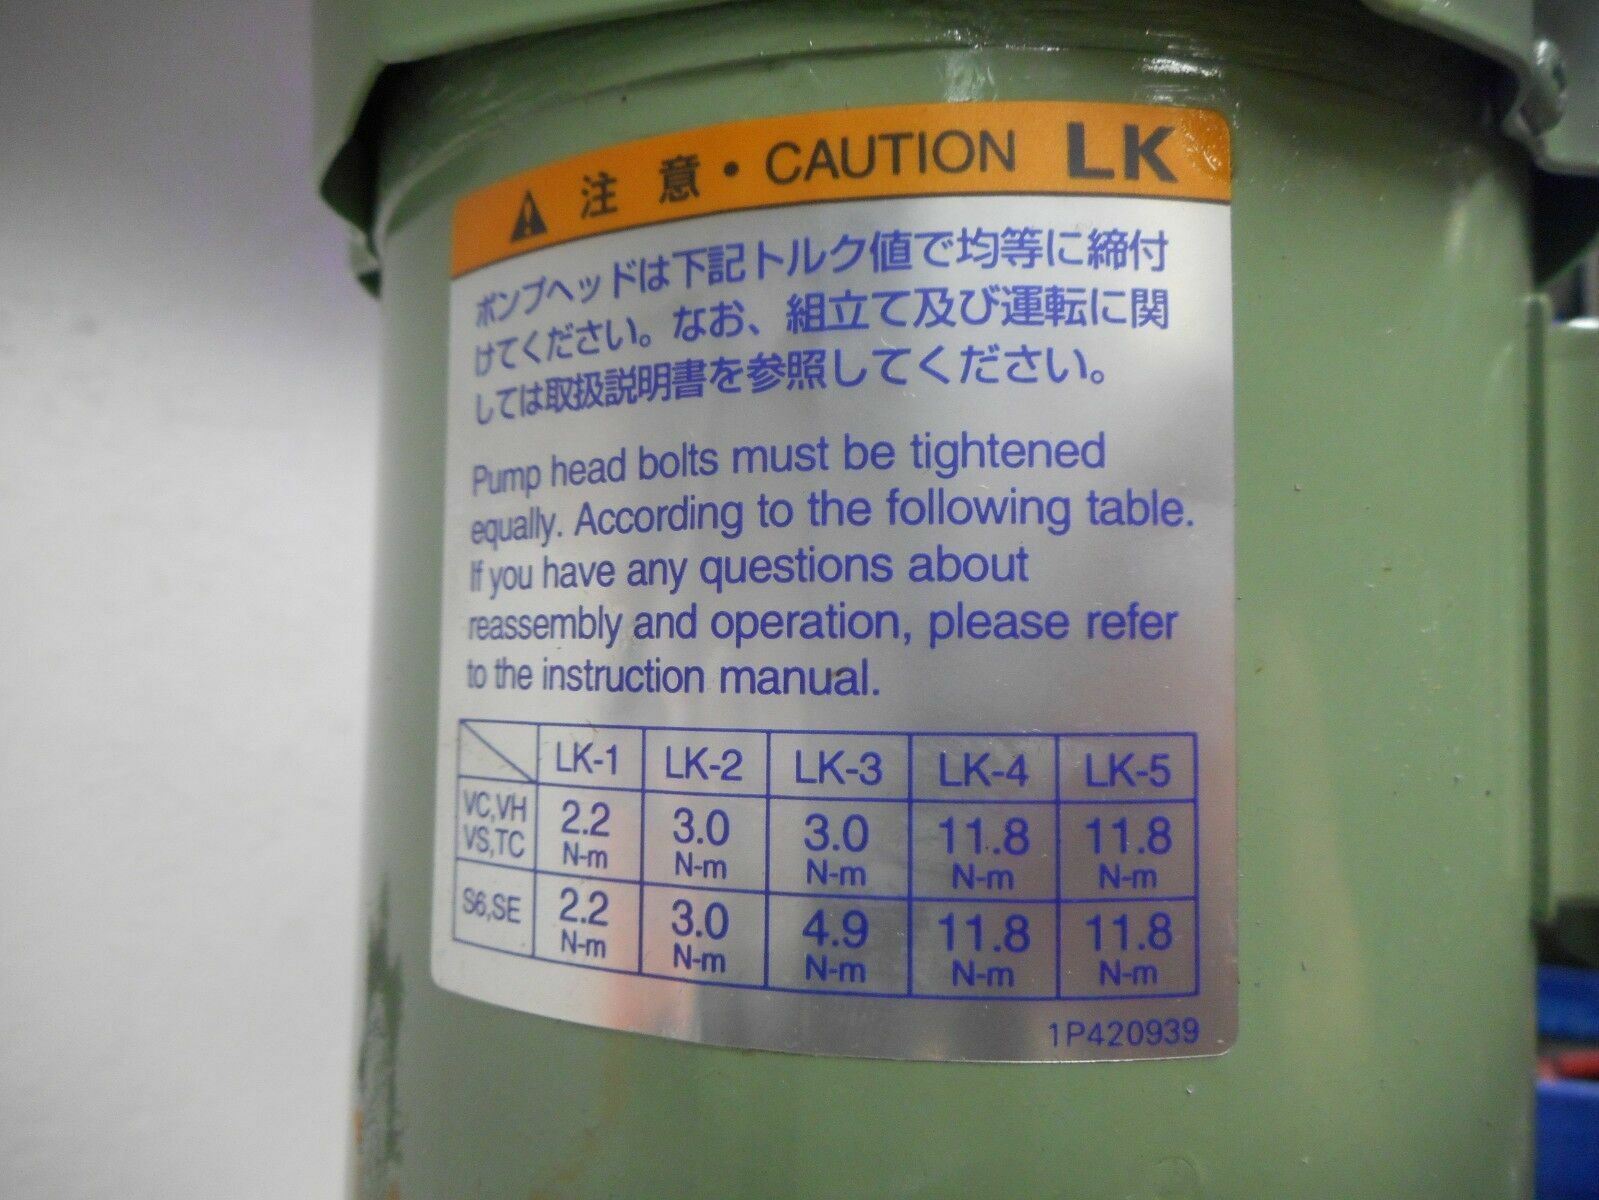 注意・CAUTION LK
ポンプヘッドは下記トルク値で均等に締付
けてください。なお、組立て及び運転に関
しては取扱説明書を参照してください。
Pump head bolts must be tightened
equally. According to the following table.
If you have any questions about
reassembly and operation, please refer
to the instruction manual.
LK-1 LK-2 LK-3 LK-4 LK-5
VC,VH
VS,TC
2.2 3.0 3.0 11.8 11.8
N-m N-m N-m N-m N-m
S6,SE
2.2 3.0 4.9 11.8 11.8
N-m N-m N-m N-m N-m
1P420939